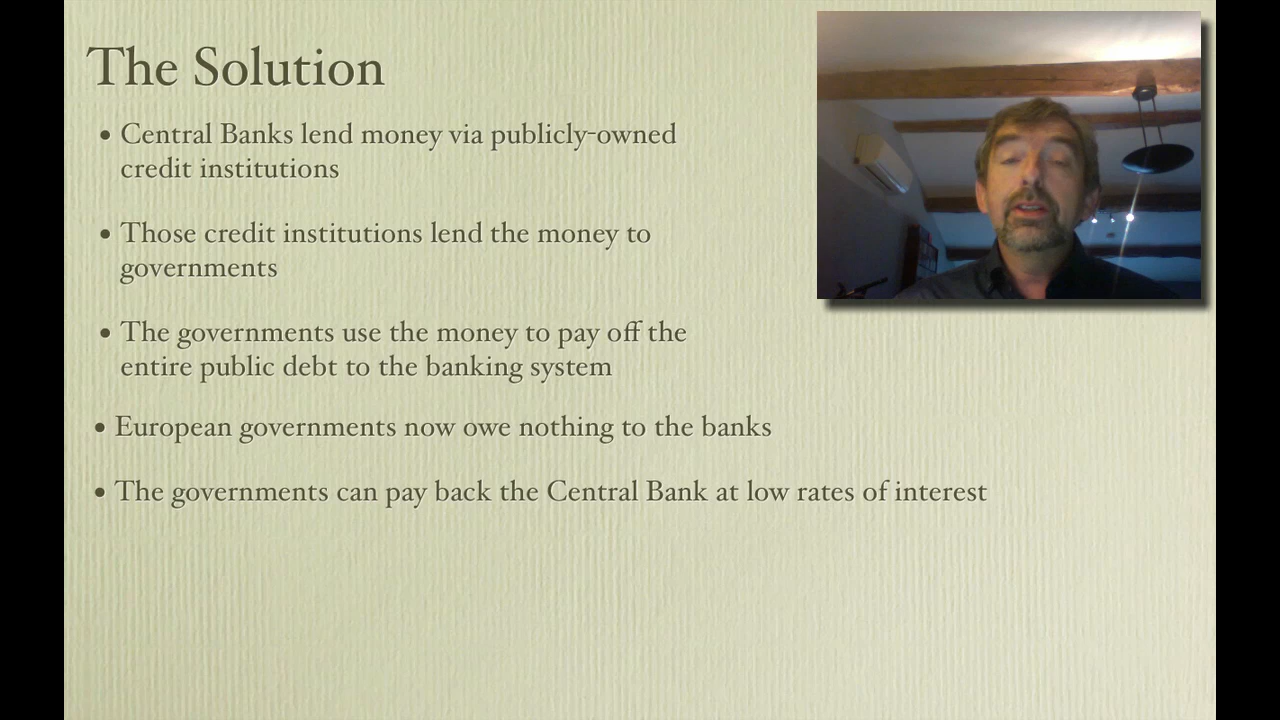 The Solution
• Central Banks lend money via publicly-owned
credit institutions
• Those credit institutions lend the money to
governments
• The governments use the money to pay off the
entire public debt to the banking system
• European governments now owe nothing to the banks
• The governments can pay back the Central Bank at low rates of interest